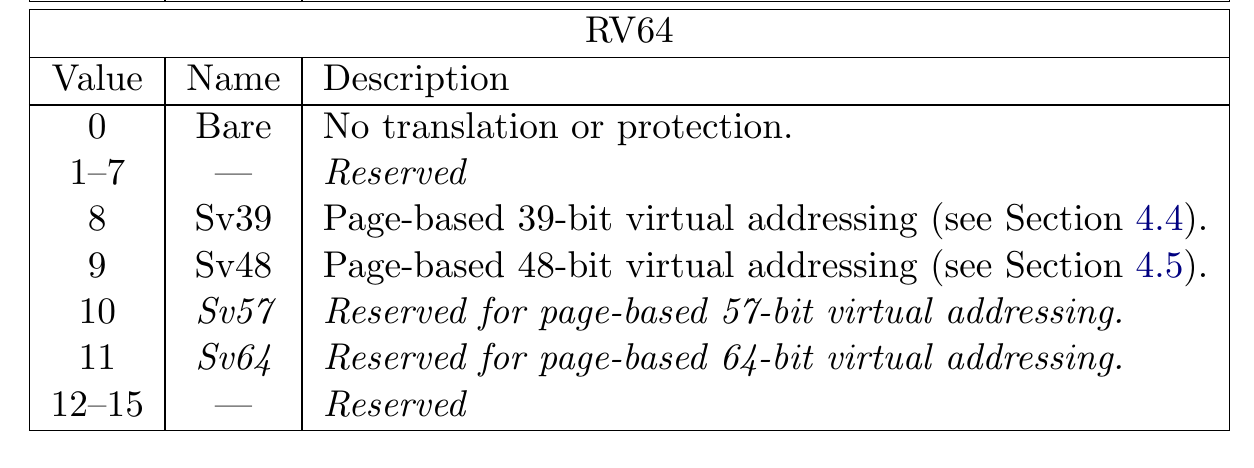 RV64
Value Name Description
0 Bare No translation or protection.
1–7 — Reserved
8 Sv39 Page-based 39-bit virtual addressing (see Section 4.4).
9 Sv48 Page-based 48-bit virtual addressing (see Section 4.5).
10 Sv57 Reserved for page-based 57-bit virtual addressing.
11 Sv64 Reserved for page-based 64-bit virtual addressing.
12–15 — Reserved